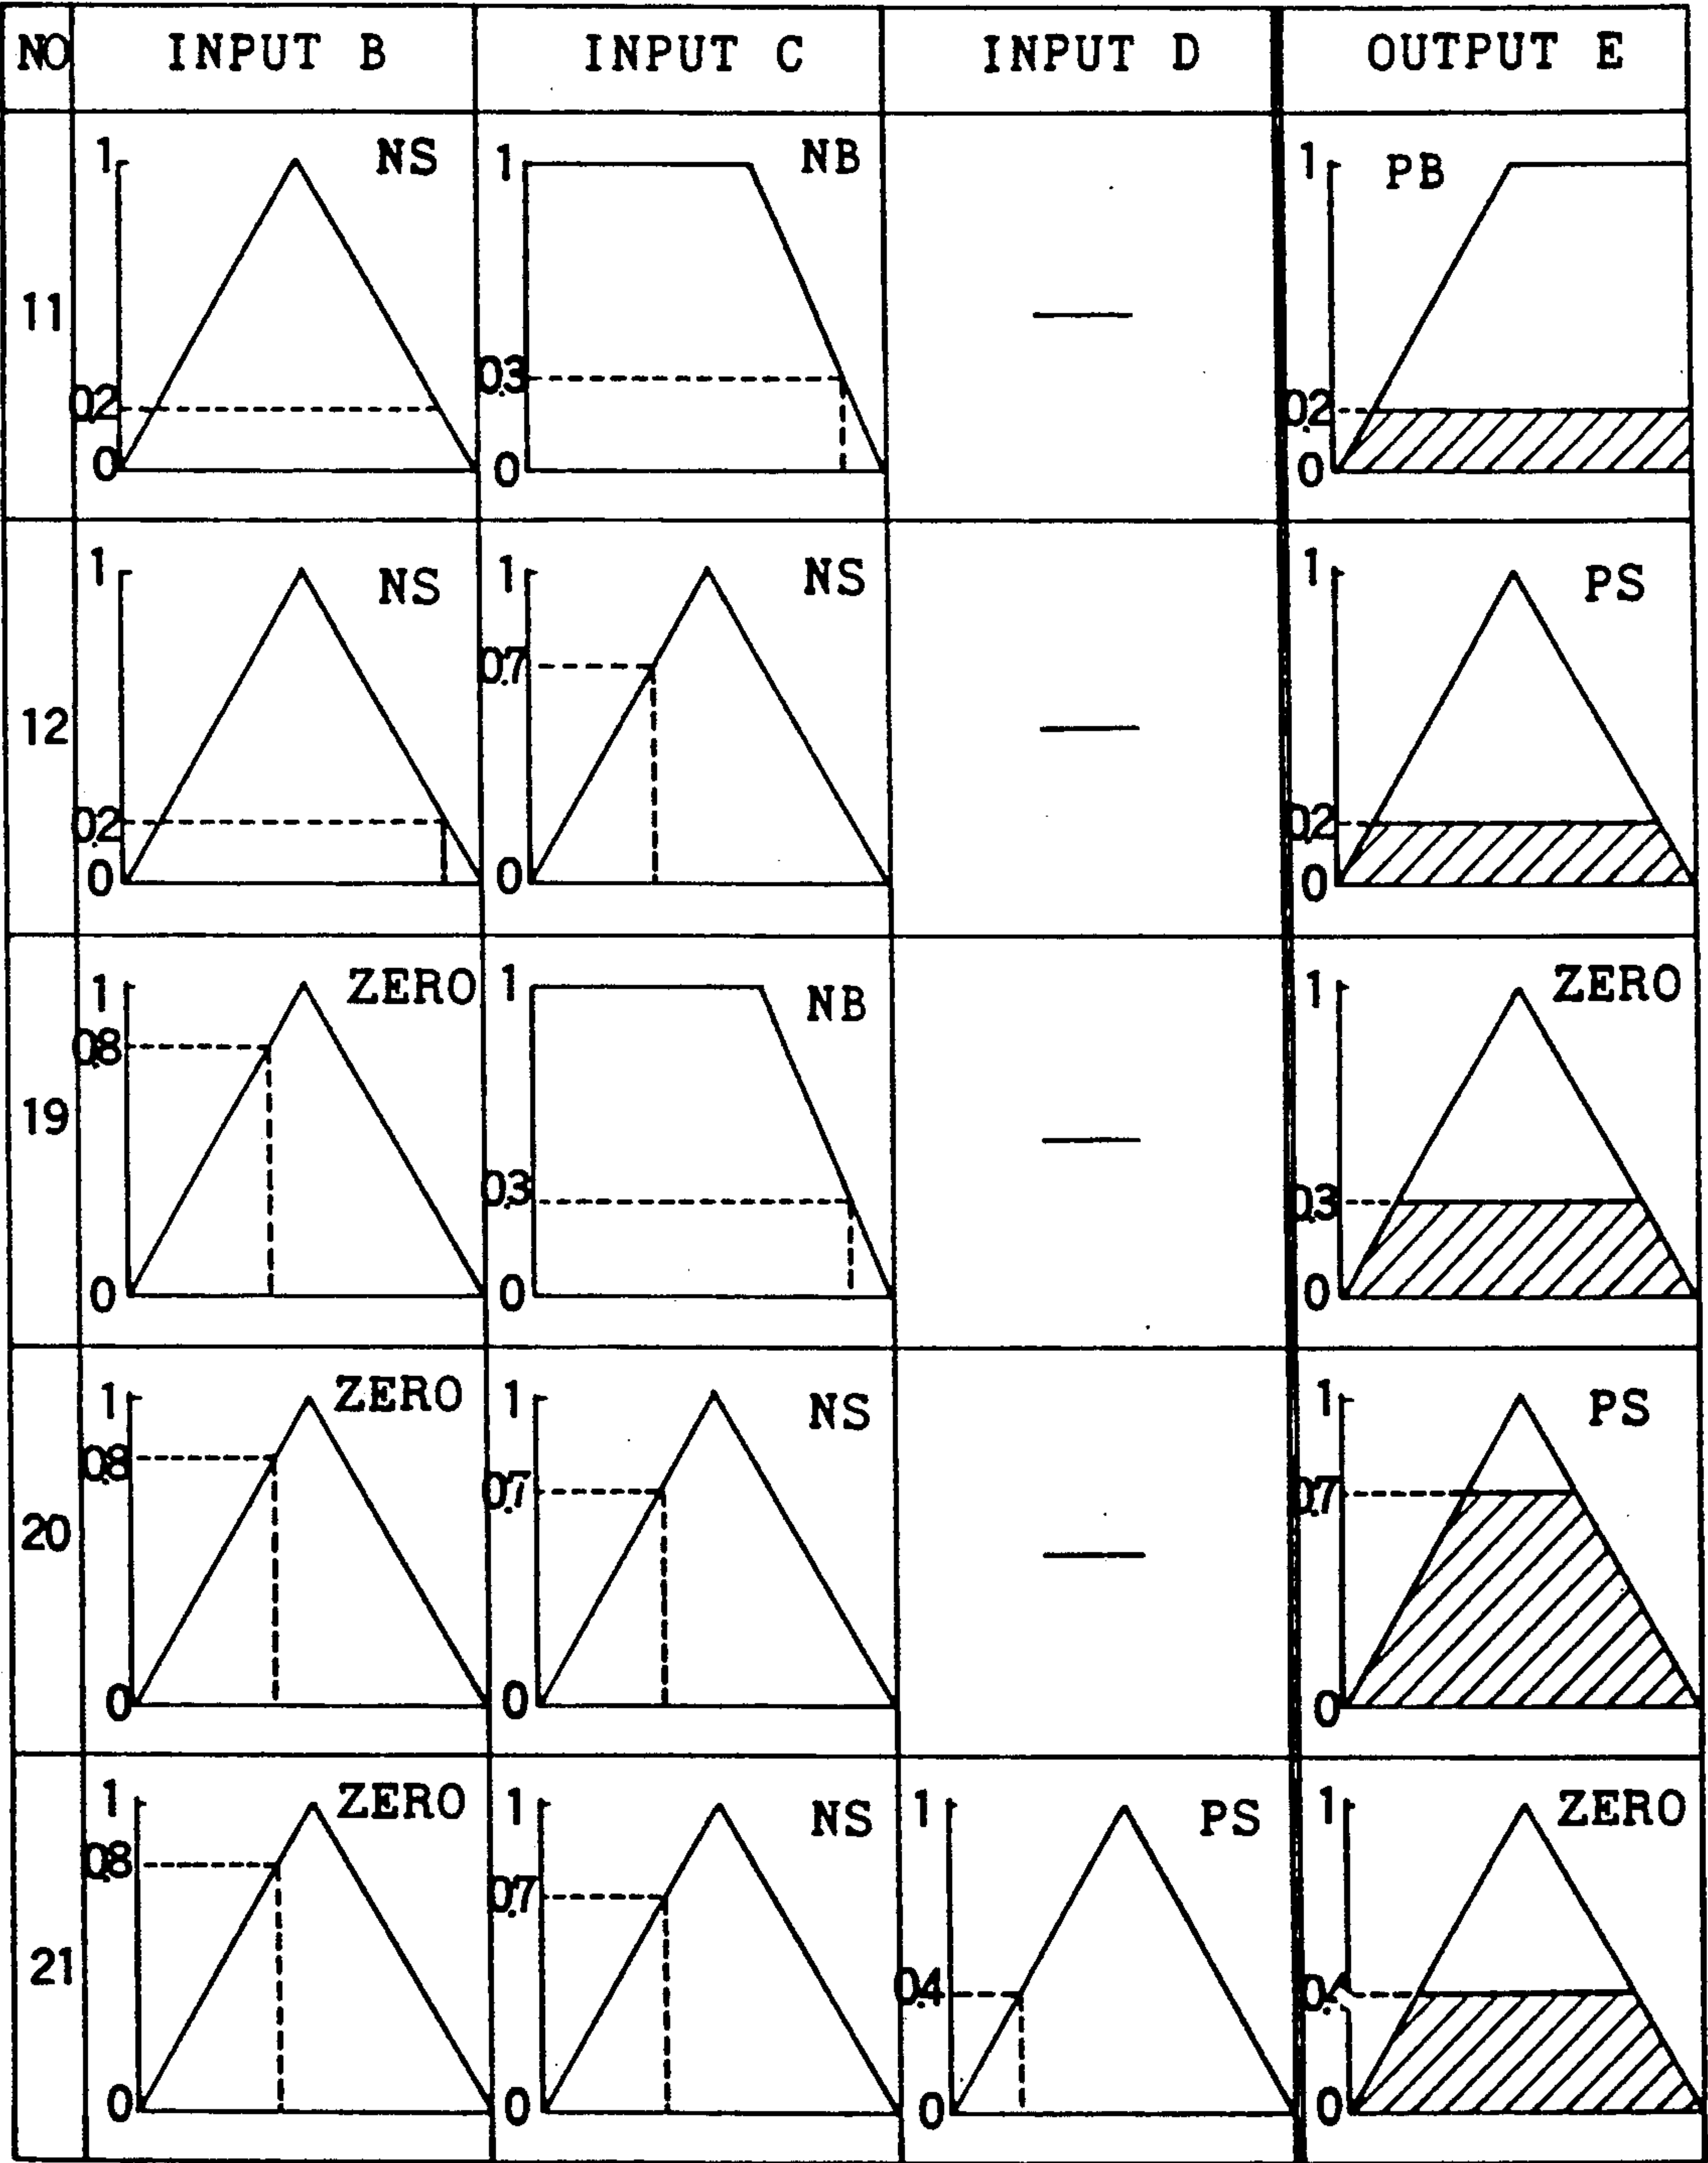 NO INPUT B INPUT C INPUT D OUTPUT E
1 NS 1 NB 1 PB
11 —
0.2 0.3 0.2
0 0 0
1 NS 1 NS 1 PS
0.7
12 —
0.2 0.2
0 0 0
1 ZERO 1 NB 1 ZERO
0.8
19 —
0.3 0.3
0 0 0
1 ZERO 1 NS 1 PS
0.8 0.7 0.7
20 —
0 0 0
1 ZERO 1 NS 1 PS 1 ZERO
0.8 0.7
21 0.4 0.4
0 0 0 0